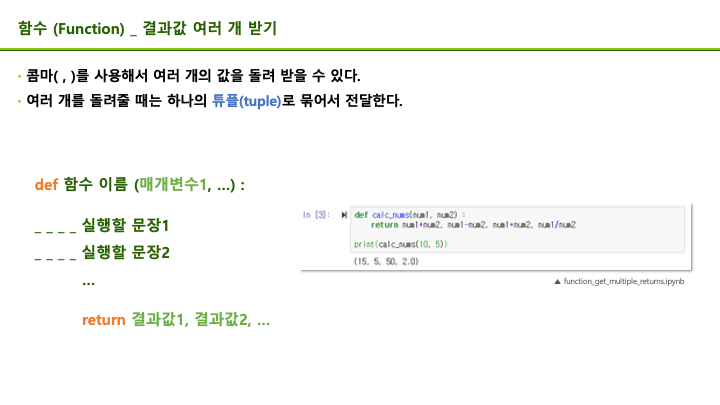 함수 (Function) _ 결과값 여러 개 받기
· 콤마( , )를 사용해서 여러 개의 값을 돌려 받을 수 있다.
· 여러 개를 돌려줄 때는 하나의 튜플(tuple)로 묶어서 전달한다.
def 함수 이름 (매개변수1, ...) :
_ _ _ _ 실행할 문장1
_ _ _ _ 실행할 문장2
...
return 결과값1, 결과값2, ...
In [3]: def calc_nums(num1, num2) :
return num1+num2, num1-num2, num1*num2, num1/num2
print(calc_nums(10, 5))
(15, 5, 50, 2.0)
▲ function_get_multiple_returns.ipynb